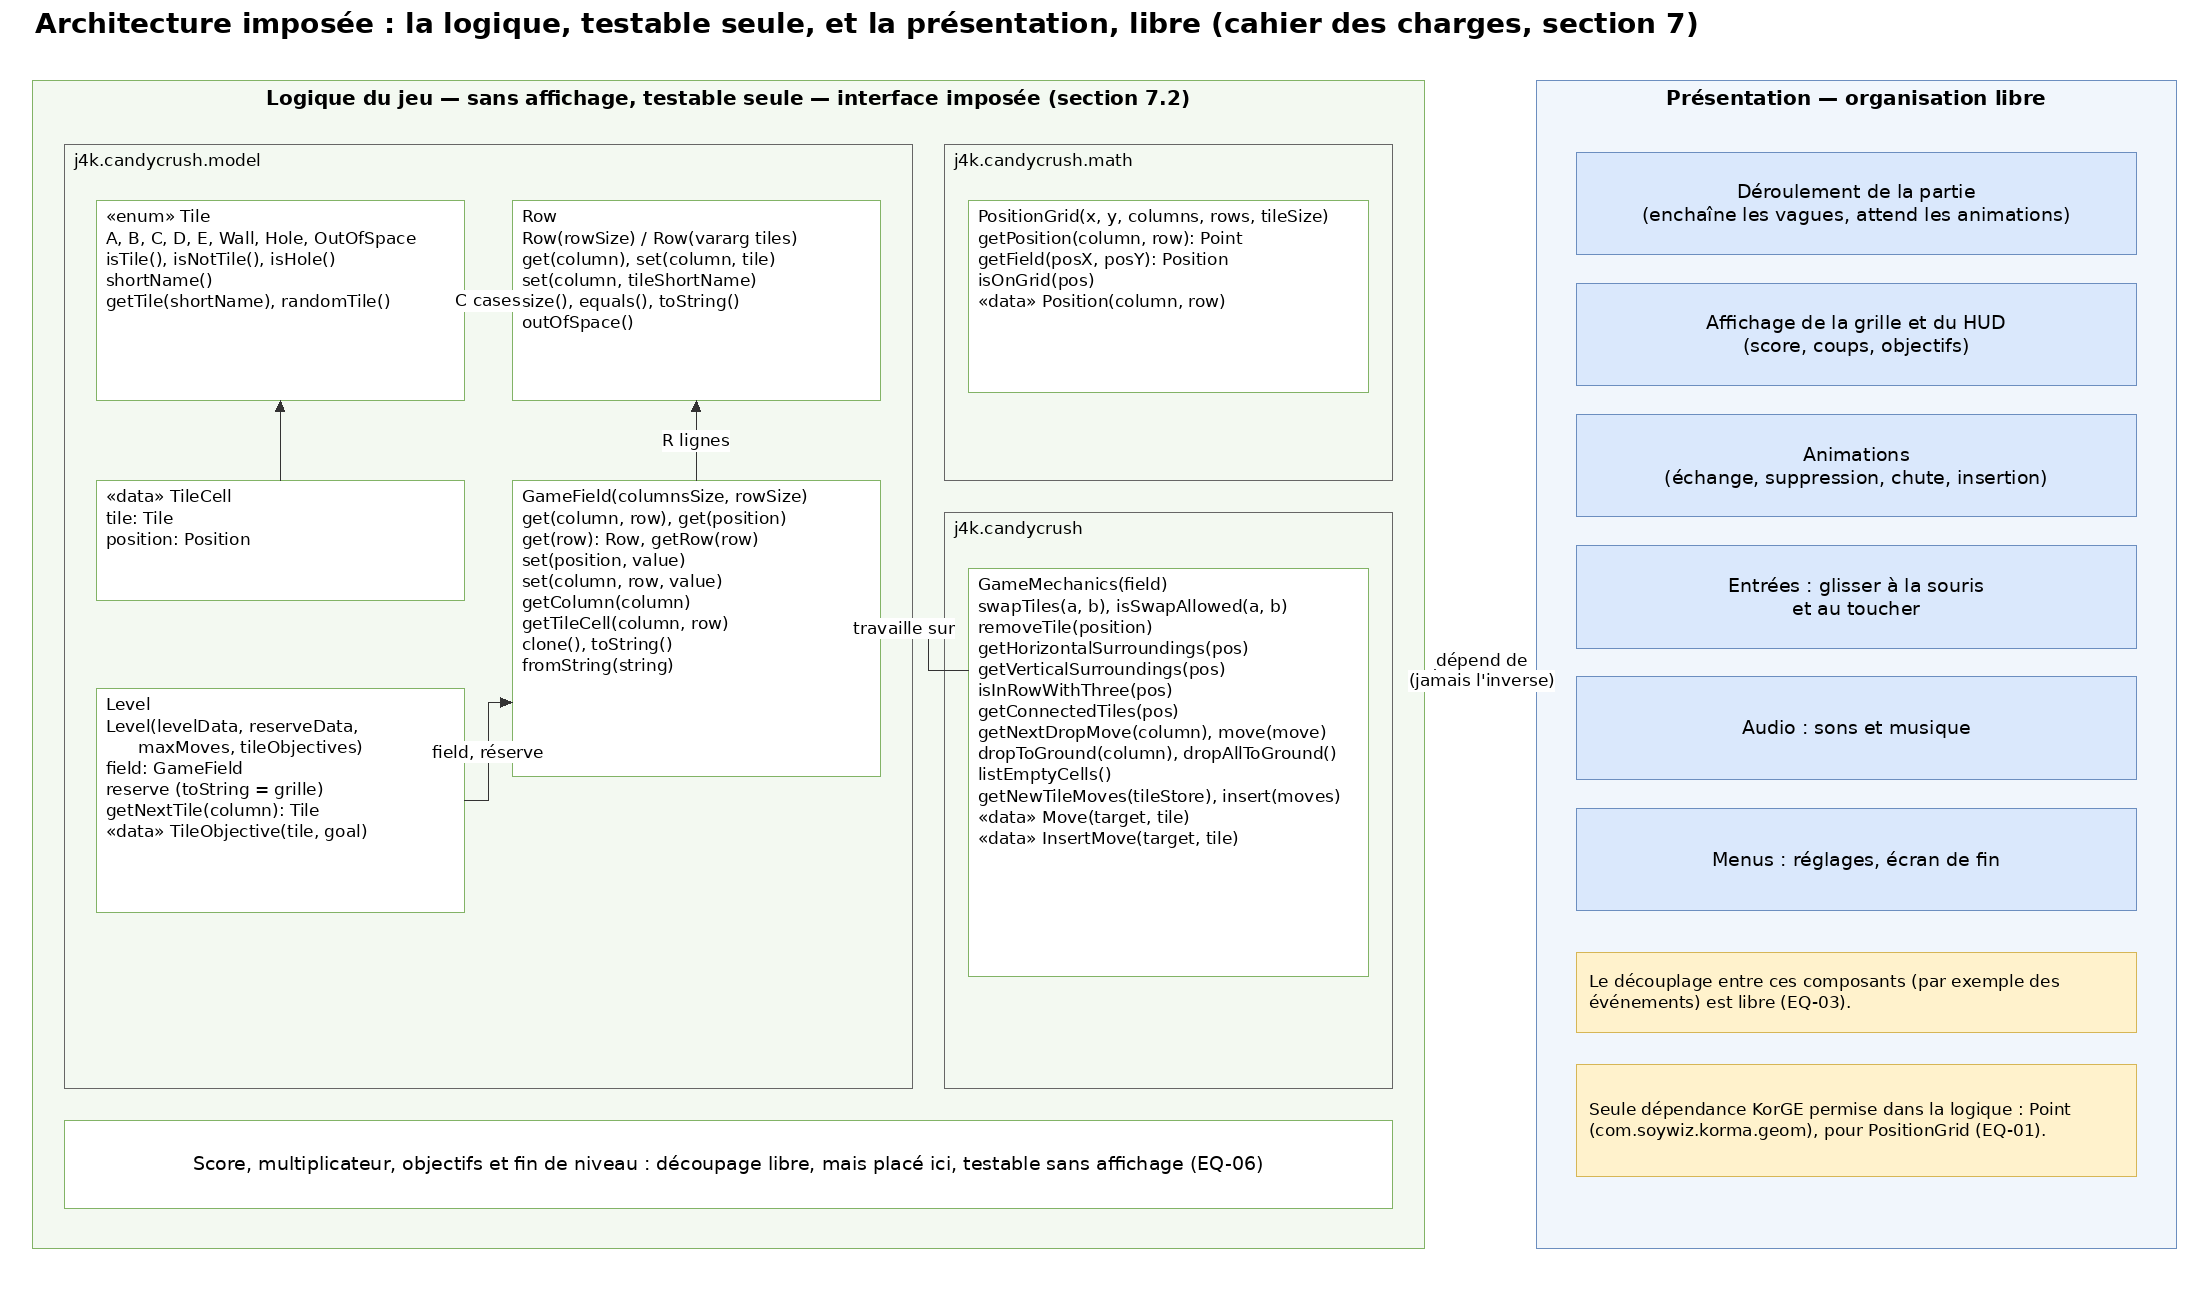 Architecture imposée : la logique, testable seule, et la présentation, libre (cahier des charges, section 7)
Logique du jeu — sans affichage, testable seule — interface imposée (section 7.2)
j4k.candycrush.model
«enum» Tile
A, B, C, D, E, Wall, Hole, OutOfSpace
isTile(), isNotTile(), isHole()
shortName()
getTile(shortName), randomTile()
C cases
Row
Row(rowSize) / Row(vararg tiles)
get(column), set(column, tile)
set(column, tileShortName)
size(), equals(), toString()
outOfSpace()
R lignes
«data» TileCell
tile: Tile
position: Position
GameField(columnsSize, rowSize)
get(column, row), get(position)
get(row): Row, getRow(row)
set(position, value)
set(column, row, value)
getColumn(column)
getTileCell(column, row)
clone(), toString()
fromString(string)
Level
Level(levelData, reserveData,
maxMoves, tileObjectives)
field: GameField
reserve (toString = grille)
getNextTile(column): Tile
«data» TileObjective(tile, goal)
field, réserve
travaille sur
j4k.candycrush.math
PositionGrid(x, y, columns, rows, tileSize)
getPosition(column, row): Point
getField(posX, posY): Position
isOnGrid(pos)
«data» Position(column, row)
j4k.candycrush
GameMechanics(field)
swapTiles(a, b), isSwapAllowed(a, b)
removeTile(position)
getHorizontalSurroundings(pos)
getVerticalSurroundings(pos)
isInRowWithThree(pos)
getConnectedTiles(pos)
getNextDropMove(column), move(move)
dropToGround(column), dropAllToGround()
listEmptyCells()
getNewTileMoves(tileStore), insert(moves)
«data» Move(target, tile)
«data» InsertMove(target, tile)
Score, multiplicateur, objectifs et fin de niveau : découpage libre, mais placé ici, testable sans affichage (EQ-06)
dépend de
(jamais l'inverse)
Présentation — organisation libre
Déroulement de la partie
(enchaîne les vagues, attend les animations)
Affichage de la grille et du HUD
(score, coups, objectifs)
Animations
(échange, suppression, chute, insertion)
Entrées : glisser à la souris
et au toucher
Audio : sons et musique
Menus : réglages, écran de fin
Le découplage entre ces composants (par exemple des
événements) est libre (EQ-03).
Seule dépendance KorGE permise dans la logique : Point
(com.soywiz.korma.geom), pour PositionGrid (EQ-01).